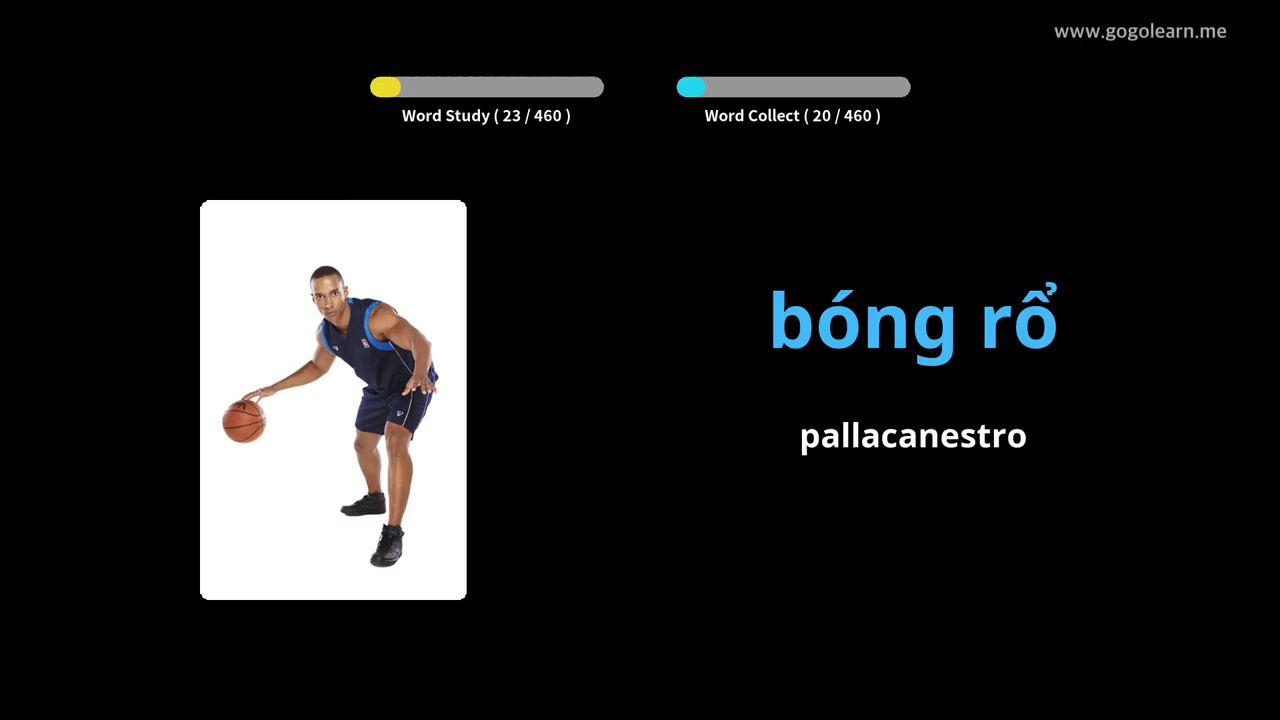 www.gogolearn.me
Word Study ( 23 / 460 )
Word Collect ( 20 / 460 )
bóng rổ
pallacanestro